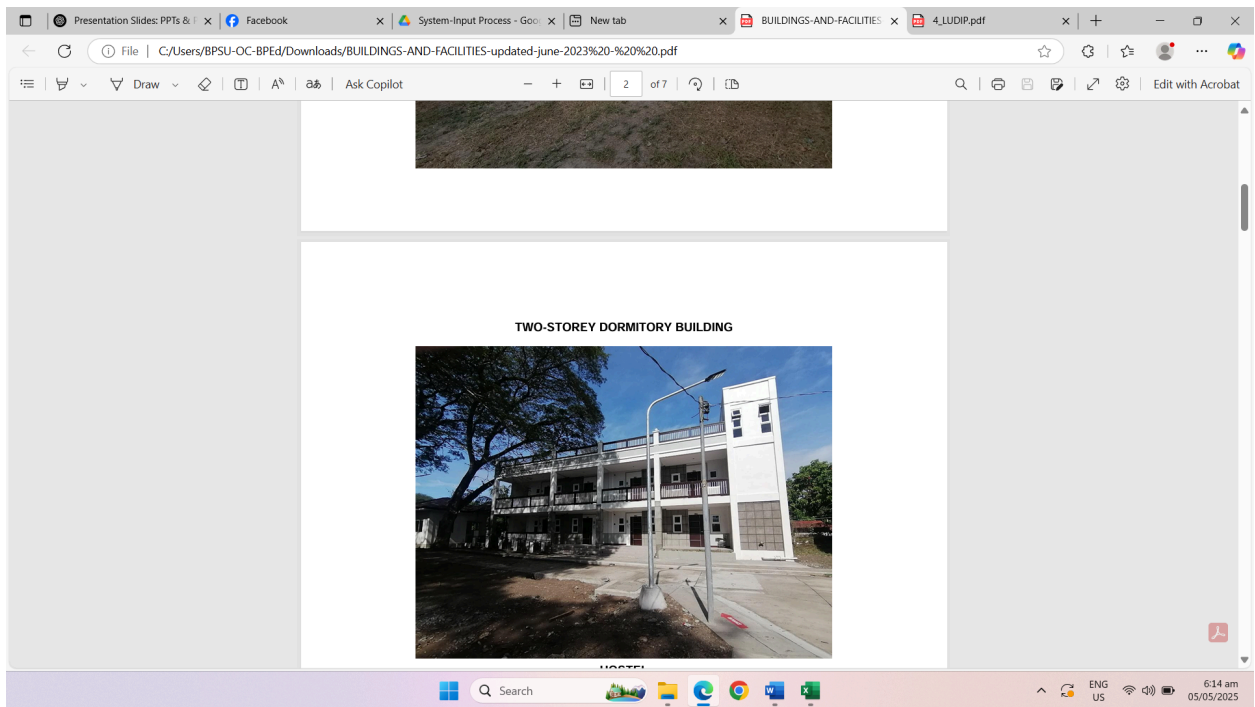 Presentation Slides: PPTs &
Facebook
System-Input Process - Goo
New tab
BUILDINGS-AND-FACILITIES
4_LUDIP.pdf
File
C:/Users/BPSU-OC-BPEd/Downloads/BUILDINGS-AND-FACILITIES-updated-june-2023%20-%20%20.pdf
Draw
Ask Copilot
2 of 7
Edit with Acrobat
TWO-STOREY DORMITORY BUILDING
HOSTEL
Search
ENG
US
6:14 am
05/05/2025